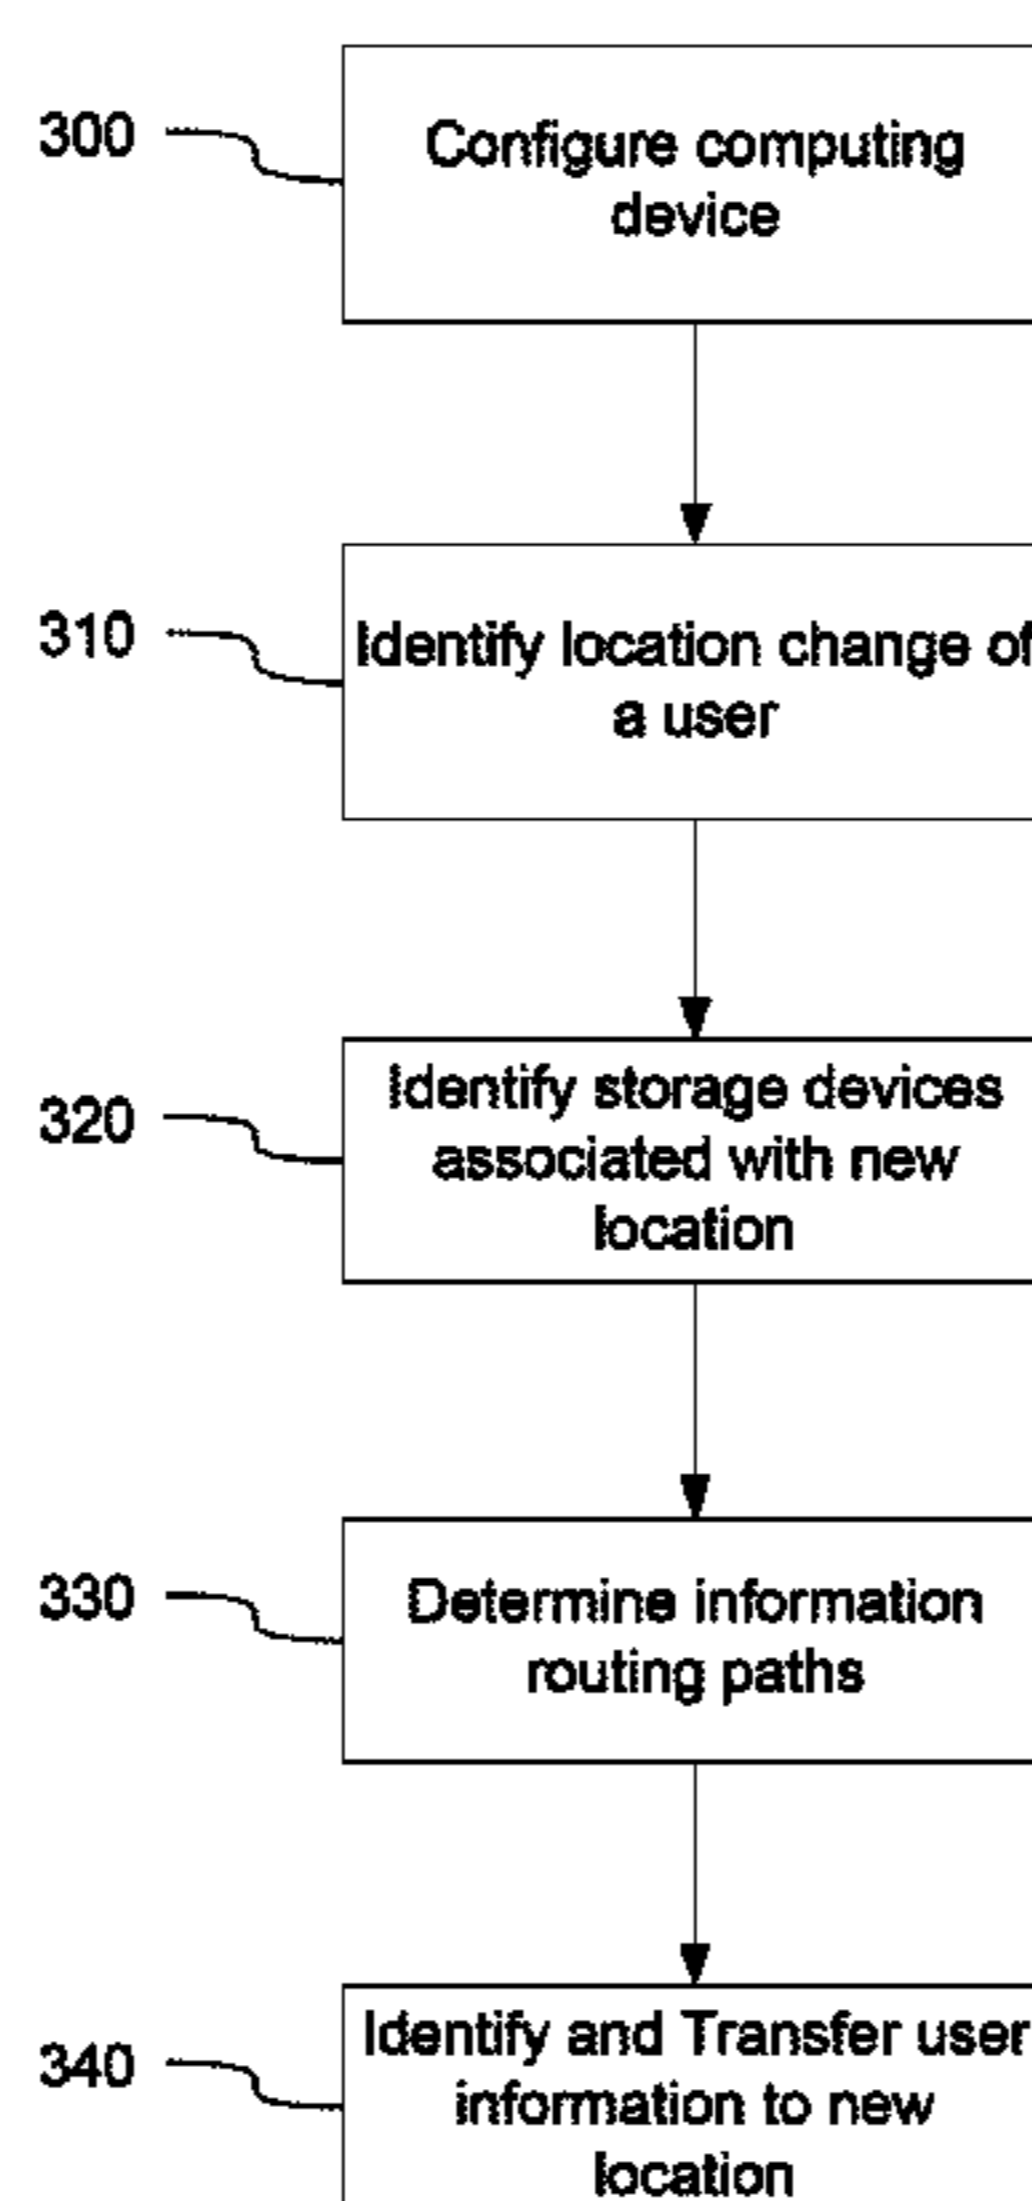 300
Configure computing
device
310
Identify location change of
a user
320
Identify storage devices
associated with new
location
330
Determine information
routing paths
340
Identify and Transfer user
information to new
location